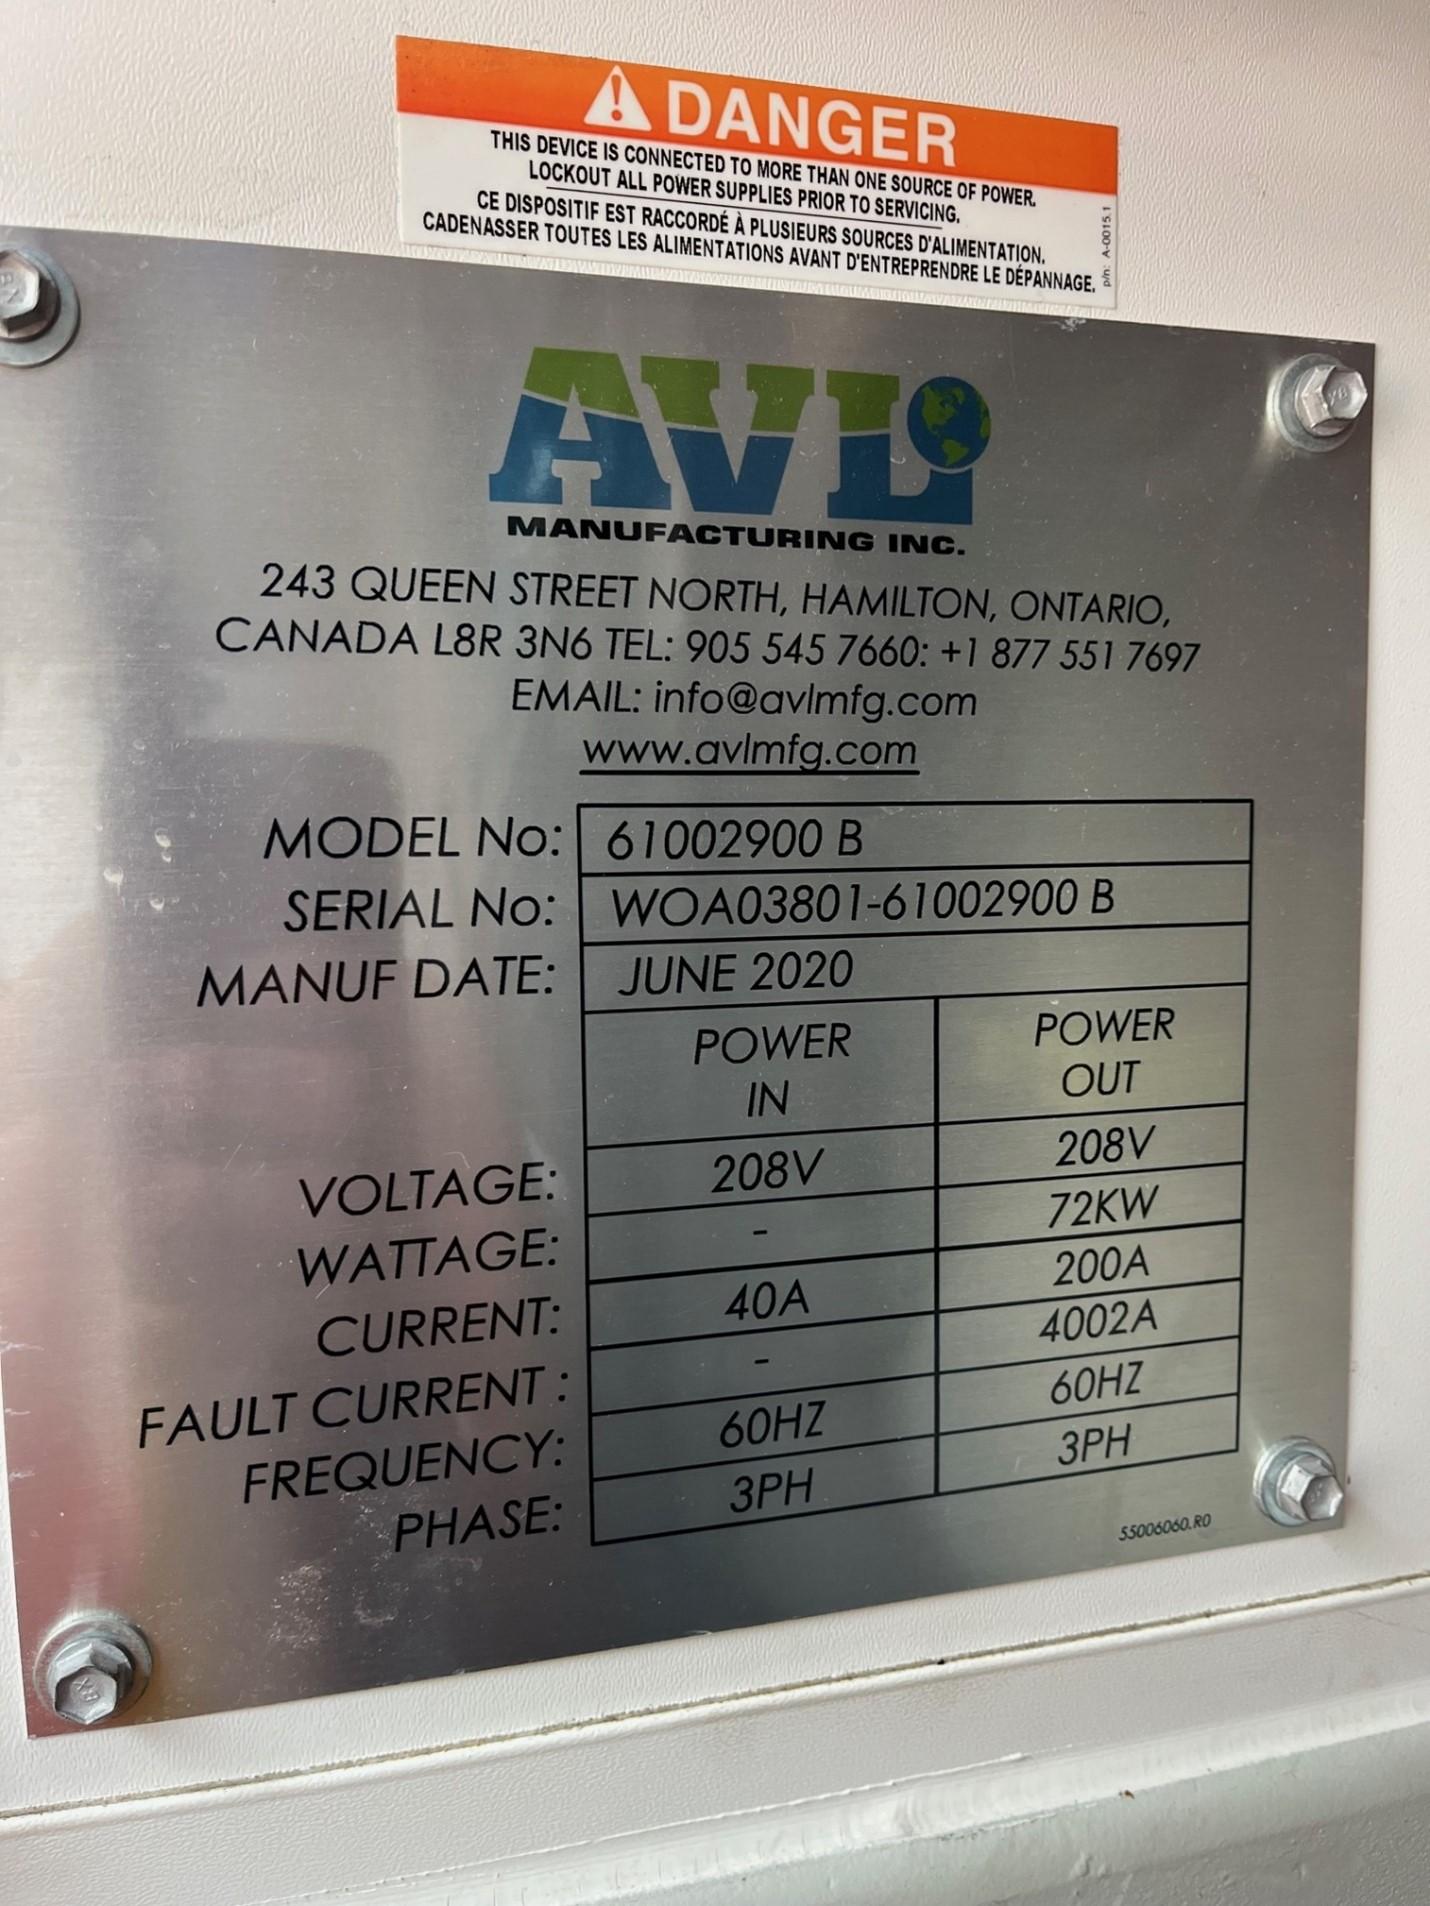 DANGER
THIS DEVICE IS CONNECTED TO MORE THAN ONE SOURCE OF POWER.
LOCKOUT ALL POWER SUPPLIES PRIOR TO SERVICING.
CE DISPOSITIF EST RACCORDÉ À PLUSIEURS SOURCES D'ALIMENTATION.
CADENASSER TOUTES LES ALIMENTATIONS AVANT D'ENTREPRENDRE LE DÉPANNAGE.
p/n: A-0015.1
AVL
MANUFACTURING INC.
243 QUEEN STREET NORTH, HAMILTON, ONTARIO,
CANADA L8R 3N6 TEL: 905 545 7660: +1 877 551 7697
EMAIL: info@avlmfg.com
www.avlmfg.com
MODEL No: 61002900 B
SERIAL No: WOA03801-61002900 B
MANUF DATE: JUNE 2020
POWER IN POWER OUT
VOLTAGE: 208V 208V
WATTAGE: - 72KW
CURRENT: 40A 200A
FAULT CURRENT : - 4002A
FREQUENCY: 60HZ 60HZ
PHASE: 3PH 3PH
55006060.R0